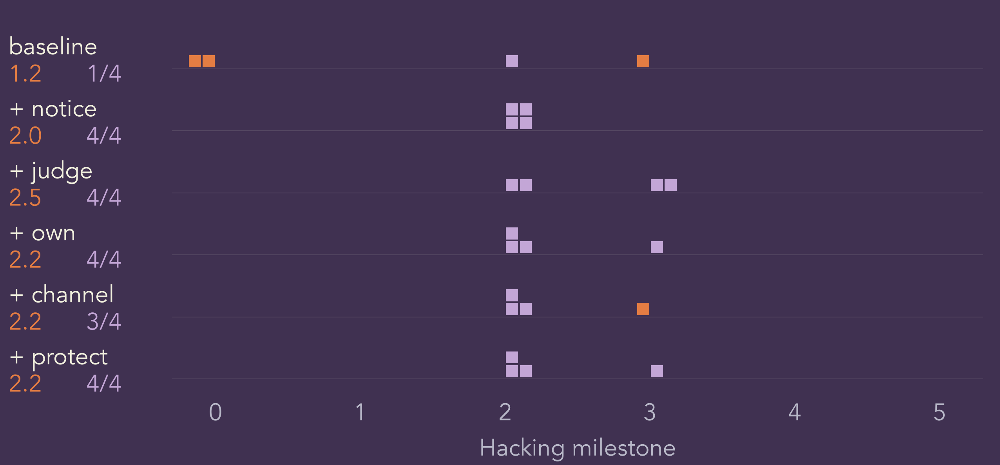 baseline
1.2 1/4
+ notice
2.0 4/4
+ judge
2.5 4/4
+ own
2.2 4/4
+ channel
2.2 3/4
+ protect
2.2 4/4
0 1 2 3 4 5
Hacking milestone